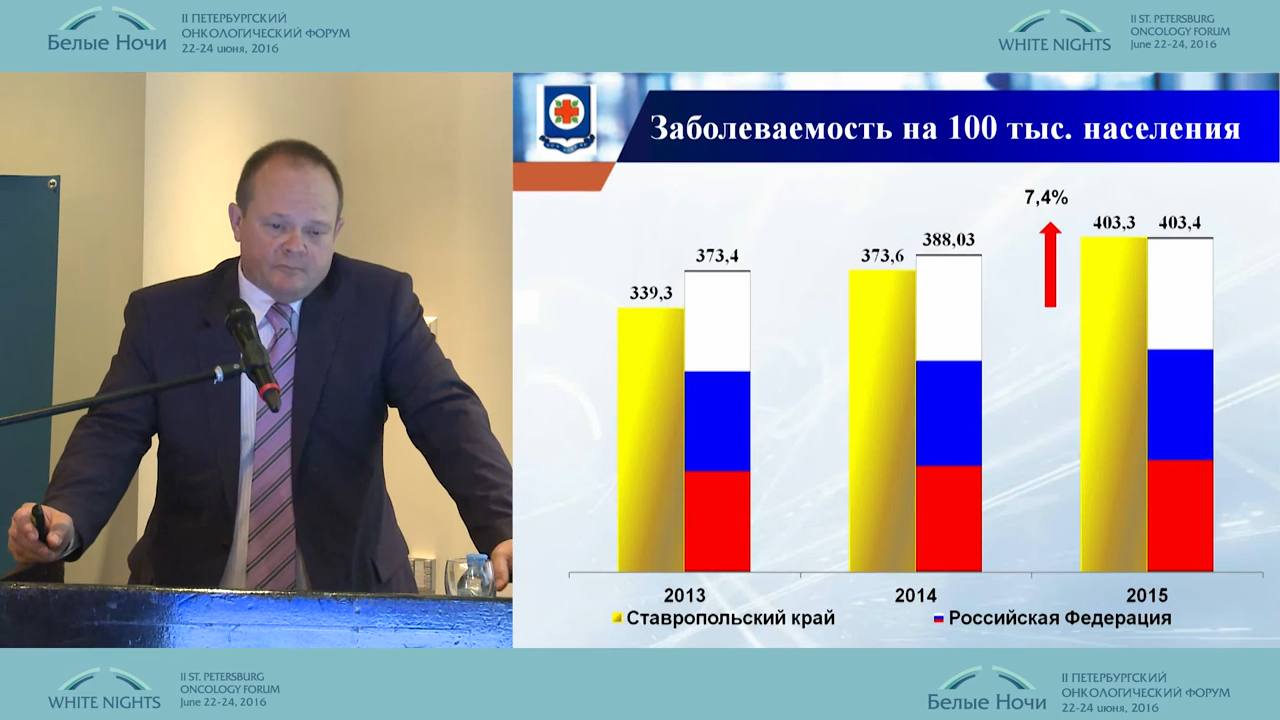 Белые Ночи
II ПЕТЕРБУРГСКИЙ
ОНКОЛОГИЧЕСКИЙ ФОРУМ
22-24 июня, 2016
WHITE NIGHTS
II ST. PETERSBURG
ONCOLOGY FORUM
June 22-24, 2016
Заболеваемость на 100 тыс. населения
7,4%
339,3
373,4
373,6
388,03
403,3
403,4
2013
2014
2015
Ставропольский край
Российская Федерация
WHITE NIGHTS
II ST. PETERSBURG
ONCOLOGY FORUM
June 22-24, 2016
Белые Ночи
II ПЕТЕРБУРГСКИЙ
ОНКОЛОГИЧЕСКИЙ ФОРУМ
22-24 июня, 2016